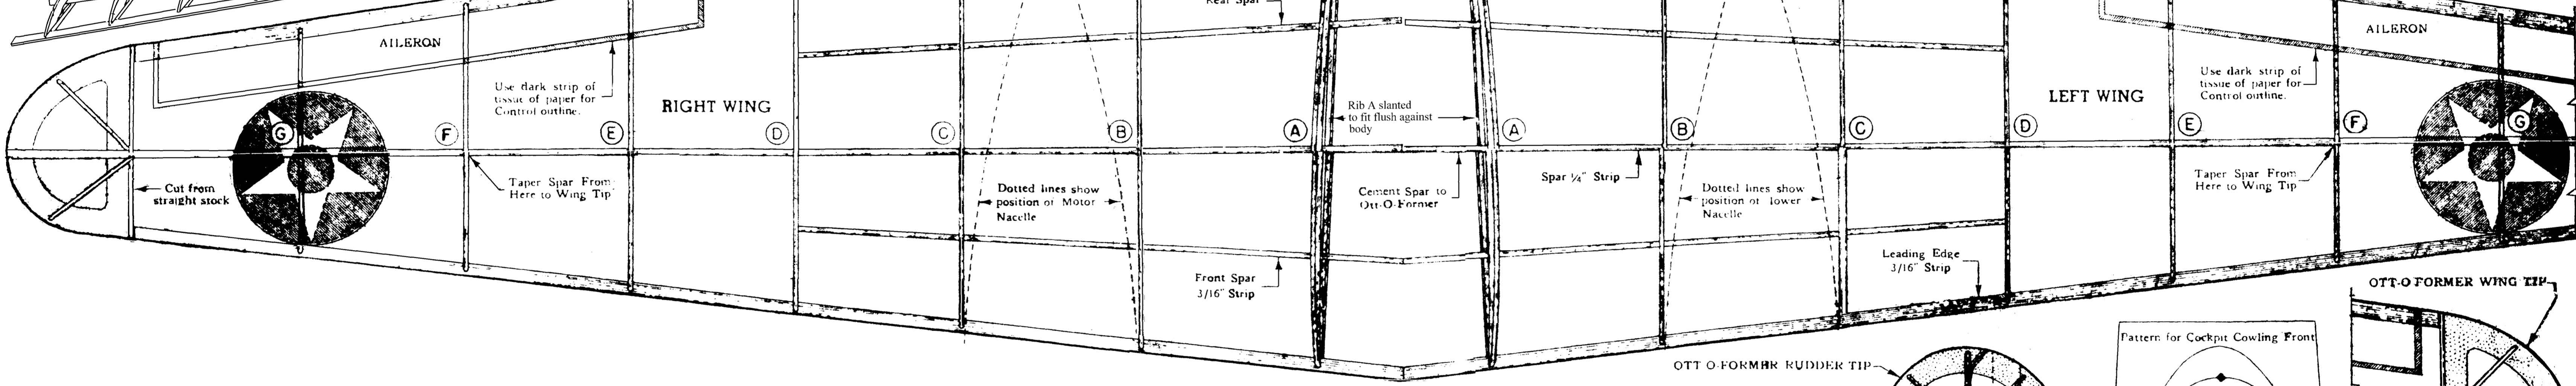 Rear Spar
AILERON
AILERON
Use dark strip of
tissue of paper for
Control outline.
RIGHT WING
Rib A slanted
to fit flush against
body
LEFT WING
Use dark strip of
tissue of paper for
Control outline.
G
F
E
D
C
B
A
A
B
C
D
E
F
G
Cut from
straight stock
Taper Spar From
Here to Wing Tip
Dotted lines show
position of Motor
Nacelle
Cement Spar to
Ott-O-Former
Spar 1/4" Strip
Dotted lines show
position of lower
Nacelle
Taper Spar From
Here to Wing Tip
Front Spar
3/16" Strip
Leading Edge
3/16" Strip
OTT-O FORMER WING TIP
Pattern for Cockpit Cowling Front
OTT O-FORMER RUDDER TIP